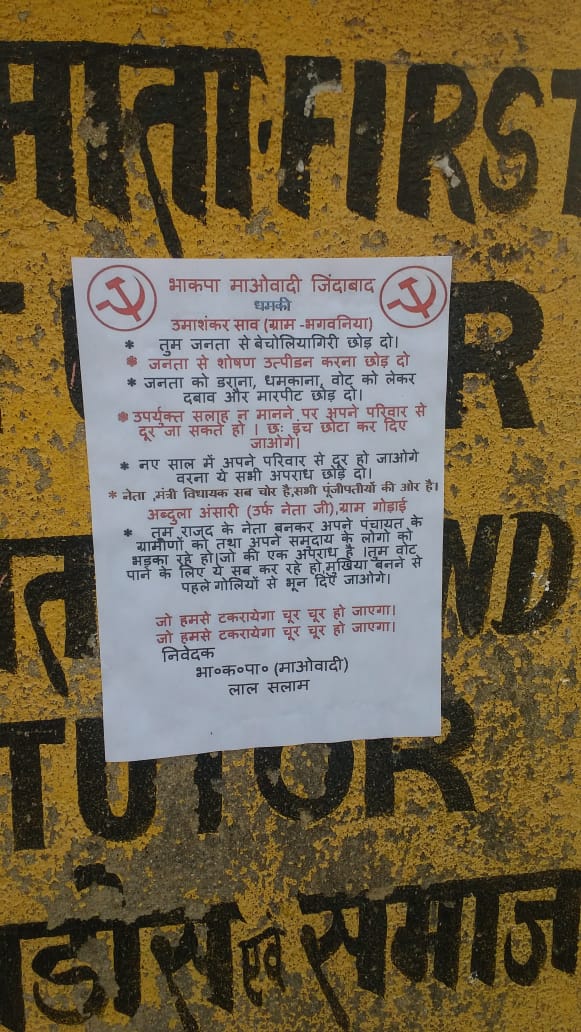 माता FIRST
R
भाकपा माओवादी जिंदाबाद
धमकी
उमाशंकर साव (ग्राम -भगवनिया)
* तुम जनता से बेचोलियागिरी छोड़ दो।
* जनता से शोषण उत्पीडन करना छोड़ दो
* जनता को डराना, धमकाना, वोट को लेकर
दबाव और मारपीट छोड़ दो।
* उपर्युक्त सलाह न मानने पर अपने परिवार से
दूर जा सकते हो । छः इंच छोटा कर दिए
जाओगे।
* नए साल में अपने परिवार से दूर हो जाओगे
वरना ये सभी अपराध छोड़ दो।
* नेता ,मंत्री विधायक सब चोर है,सभी पूंजीपतीयों की ओर है।
अब्दुला अंसारी (उर्फ नेता जी),ग्राम गोड़ाई
* तुम राजद के नेता बनकर अपने पंचायत के
ग्रामीणों को तथा अपने समुदाय के लोगो को
भड़का रहे हो।जो की एक अपराध है ।तुम वोट
पाने के लिए ये सब कर रहे हो,मुखिया बनने से
पहले गोलियों से भून दिए जाओगे।
जो हमसे टकरायेगा चूर चूर हो जाएगा।
जो हमसे टकरायेगा चूर चूर हो जाएगा।
निवेदक
भा०क०पा० (माओवादी)
लाल सलाम
ND
TUTOR
डोस एवं समाज